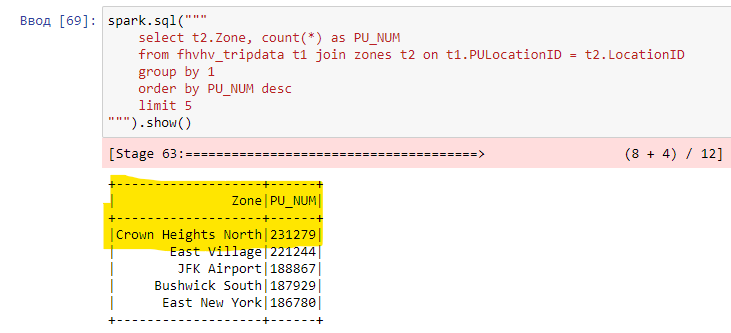 Ввод [69]: spark.sql("""
select t2.Zone, count(*) as PU_NUM
from fhvhv_tripdata t1 join zones t2 on t1.PULocationID = t2.LocationID
group by 1
order by PU_NUM desc
limit 5
""").show()
[Stage 63:======================================> (8 + 4) / 12]
+-------------------+------+
| Zone|PU_NUM|
+-------------------+------+
|Crown Heights North|231279|
| East Village|221244|
| JFK Airport|188867|
| Bushwick South|187929|
| East New York|186780|
+-------------------+------+